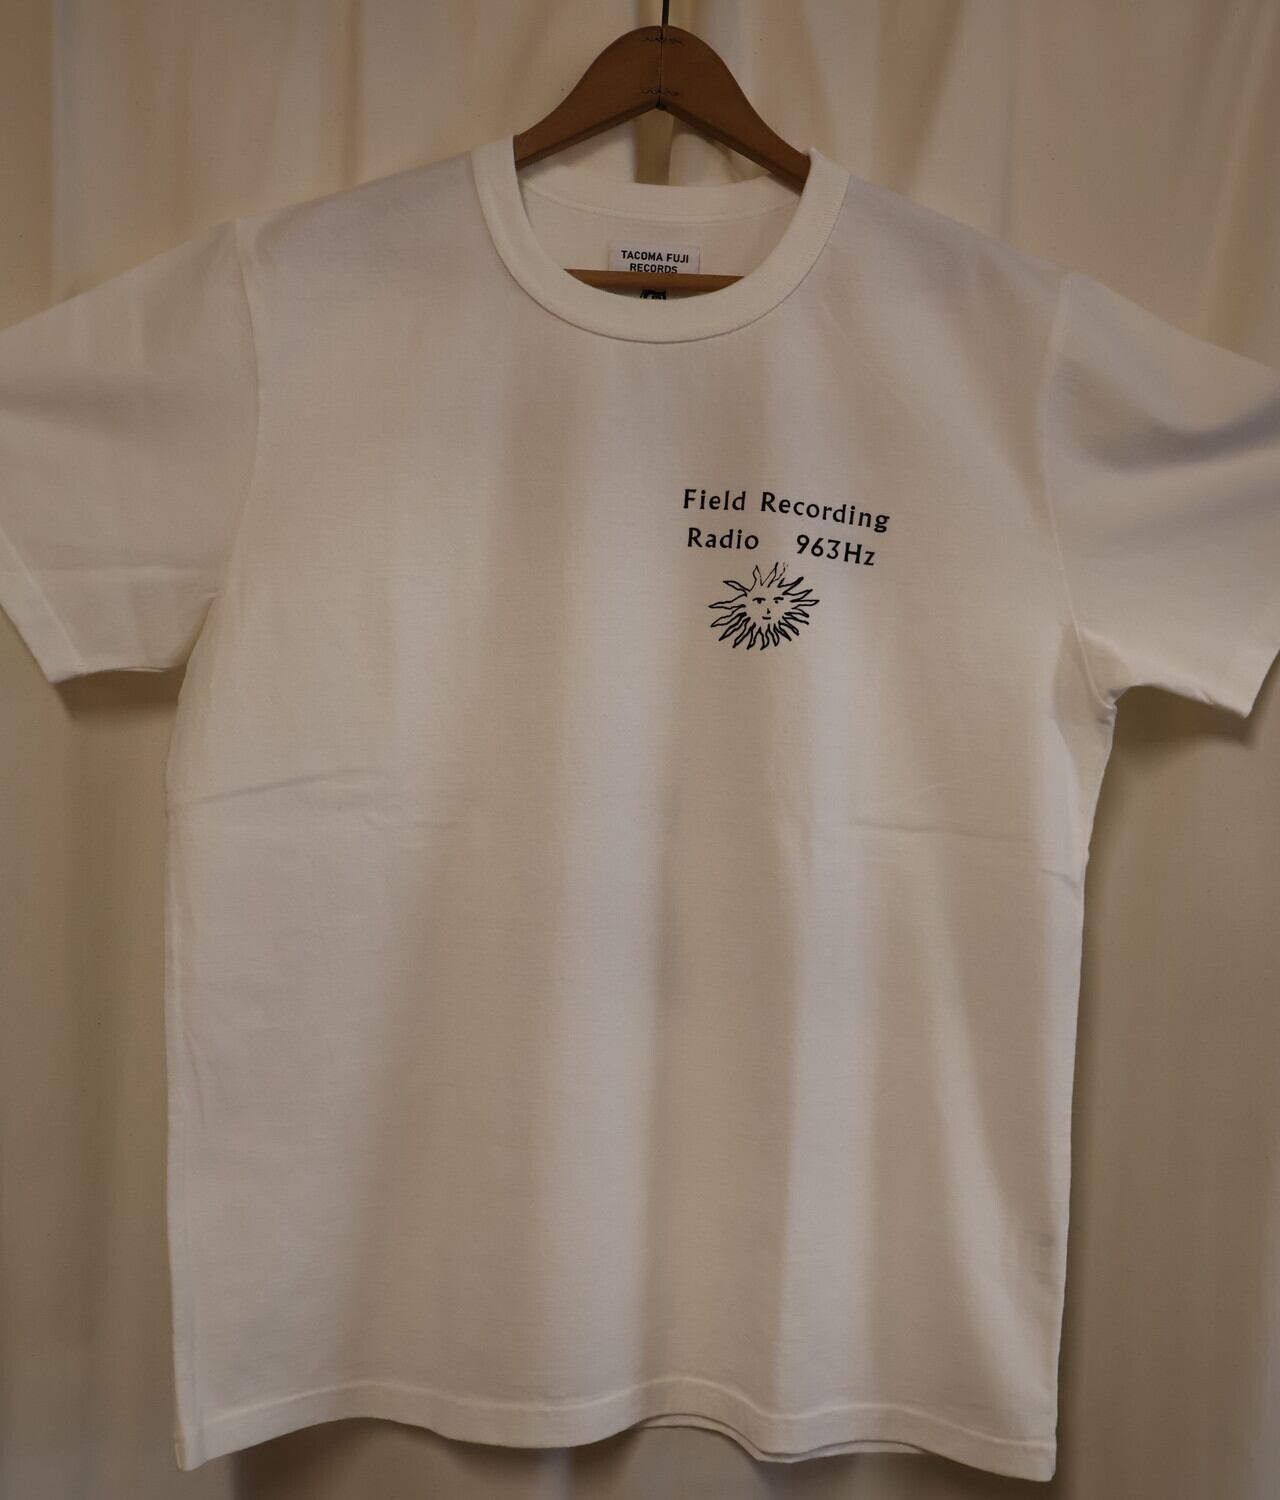 TACOMA FUJI
RECORDS
Field Recording
Radio 963Hz